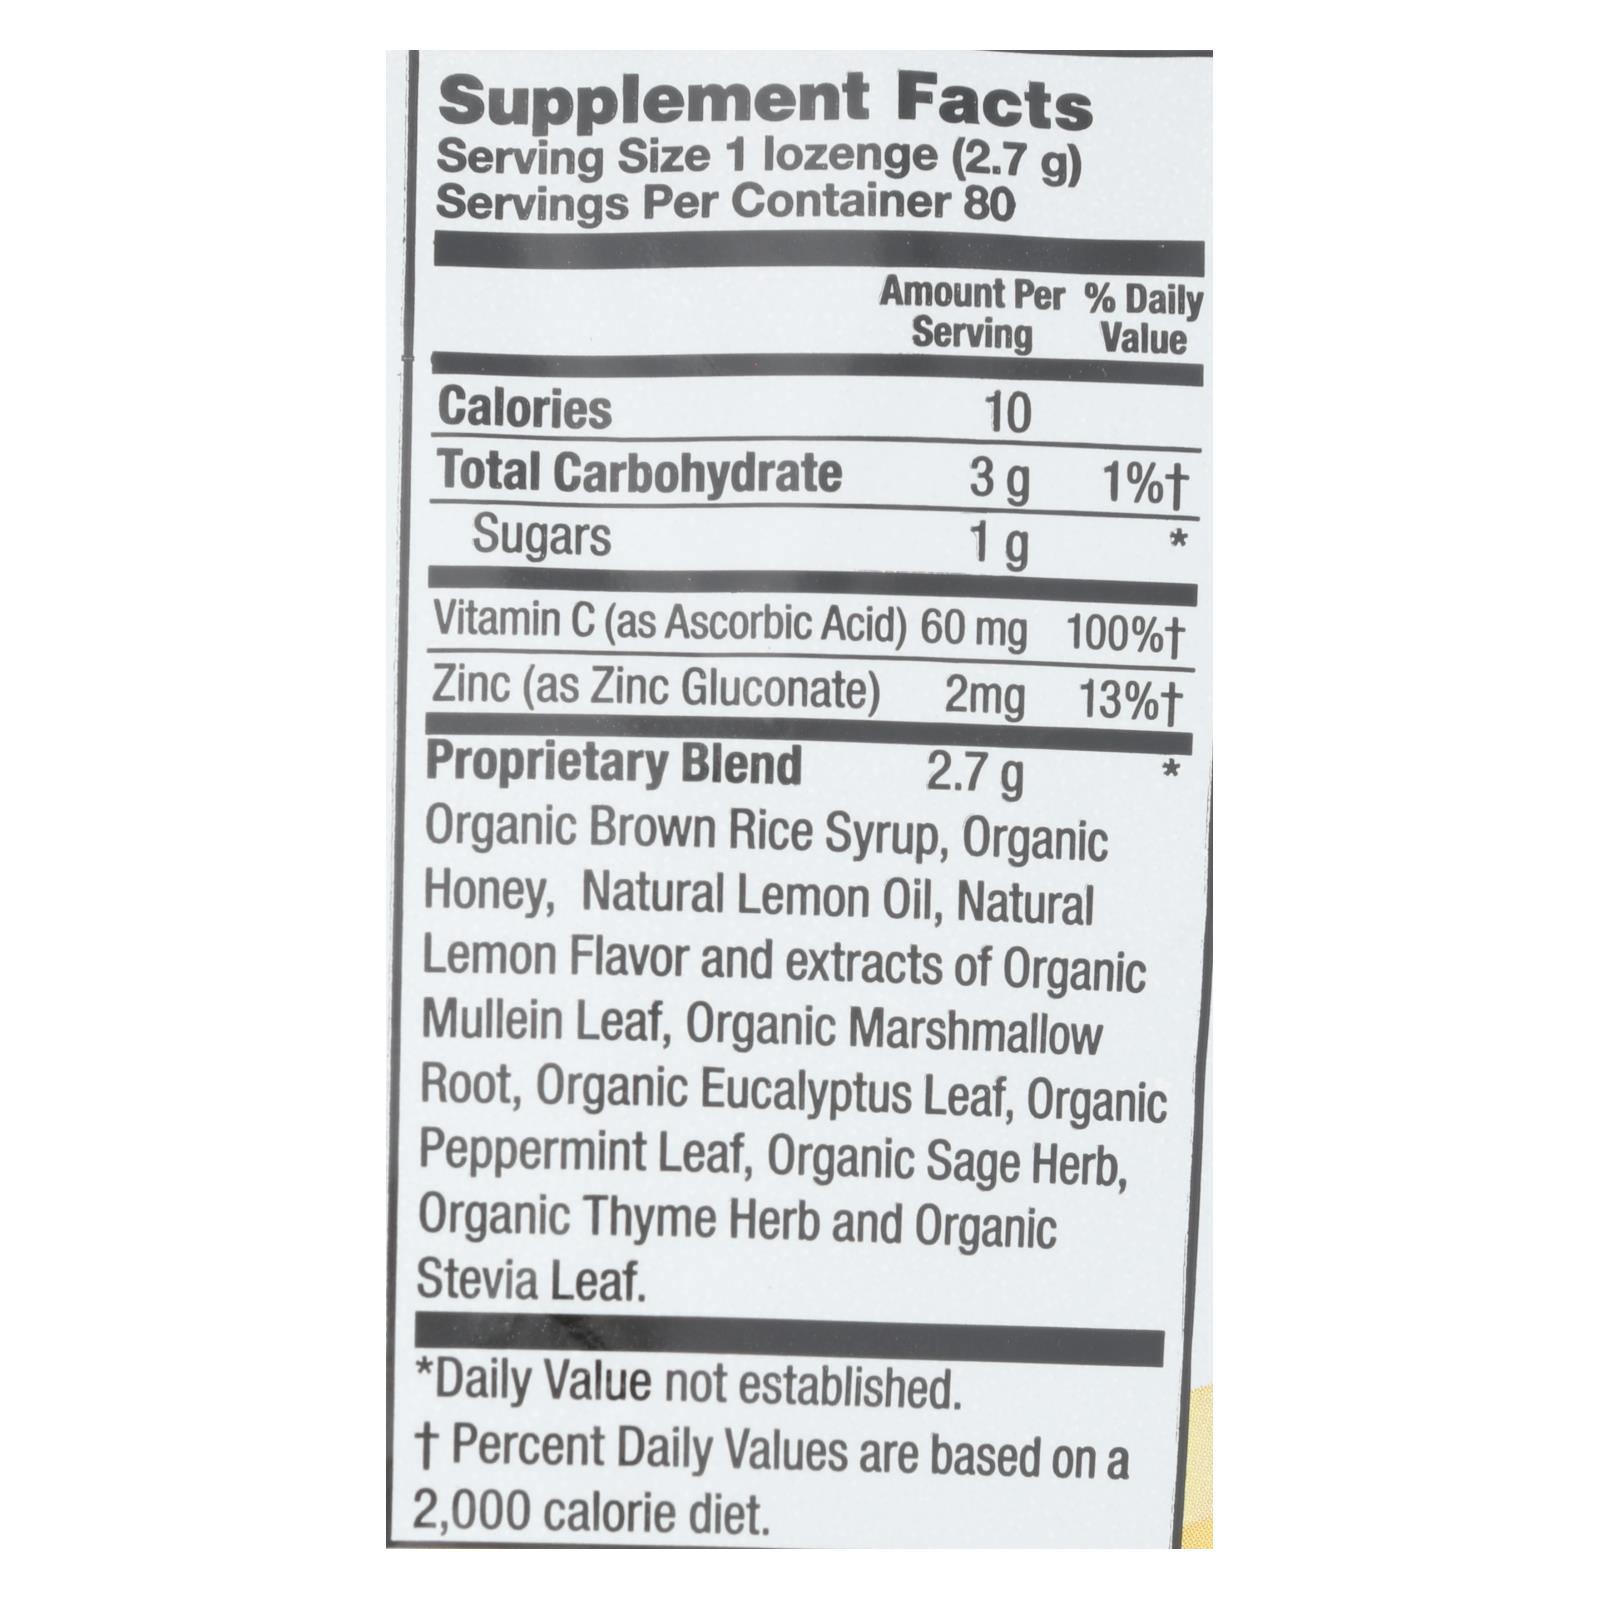 Supplement Facts
Serving Size 1 lozenge (2.7 g)
Servings Per Container 80
Amount Per % Daily
Serving Value
Calories 10
Total Carbohydrate 3 g 1%†
Sugars 1 g *
Vitamin C (as Ascorbic Acid) 60 mg 100%†
Zinc (as Zinc Gluconate) 2mg 13%†
Proprietary Blend 2.7 g *
Organic Brown Rice Syrup, Organic
Honey, Natural Lemon Oil, Natural
Lemon Flavor and extracts of Organic
Mullein Leaf, Organic Marshmallow
Root, Organic Eucalyptus Leaf, Organic
Peppermint Leaf, Organic Sage Herb,
Organic Thyme Herb and Organic
Stevia Leaf.
*Daily Value not established.
† Percent Daily Values are based on a
2,000 calorie diet.